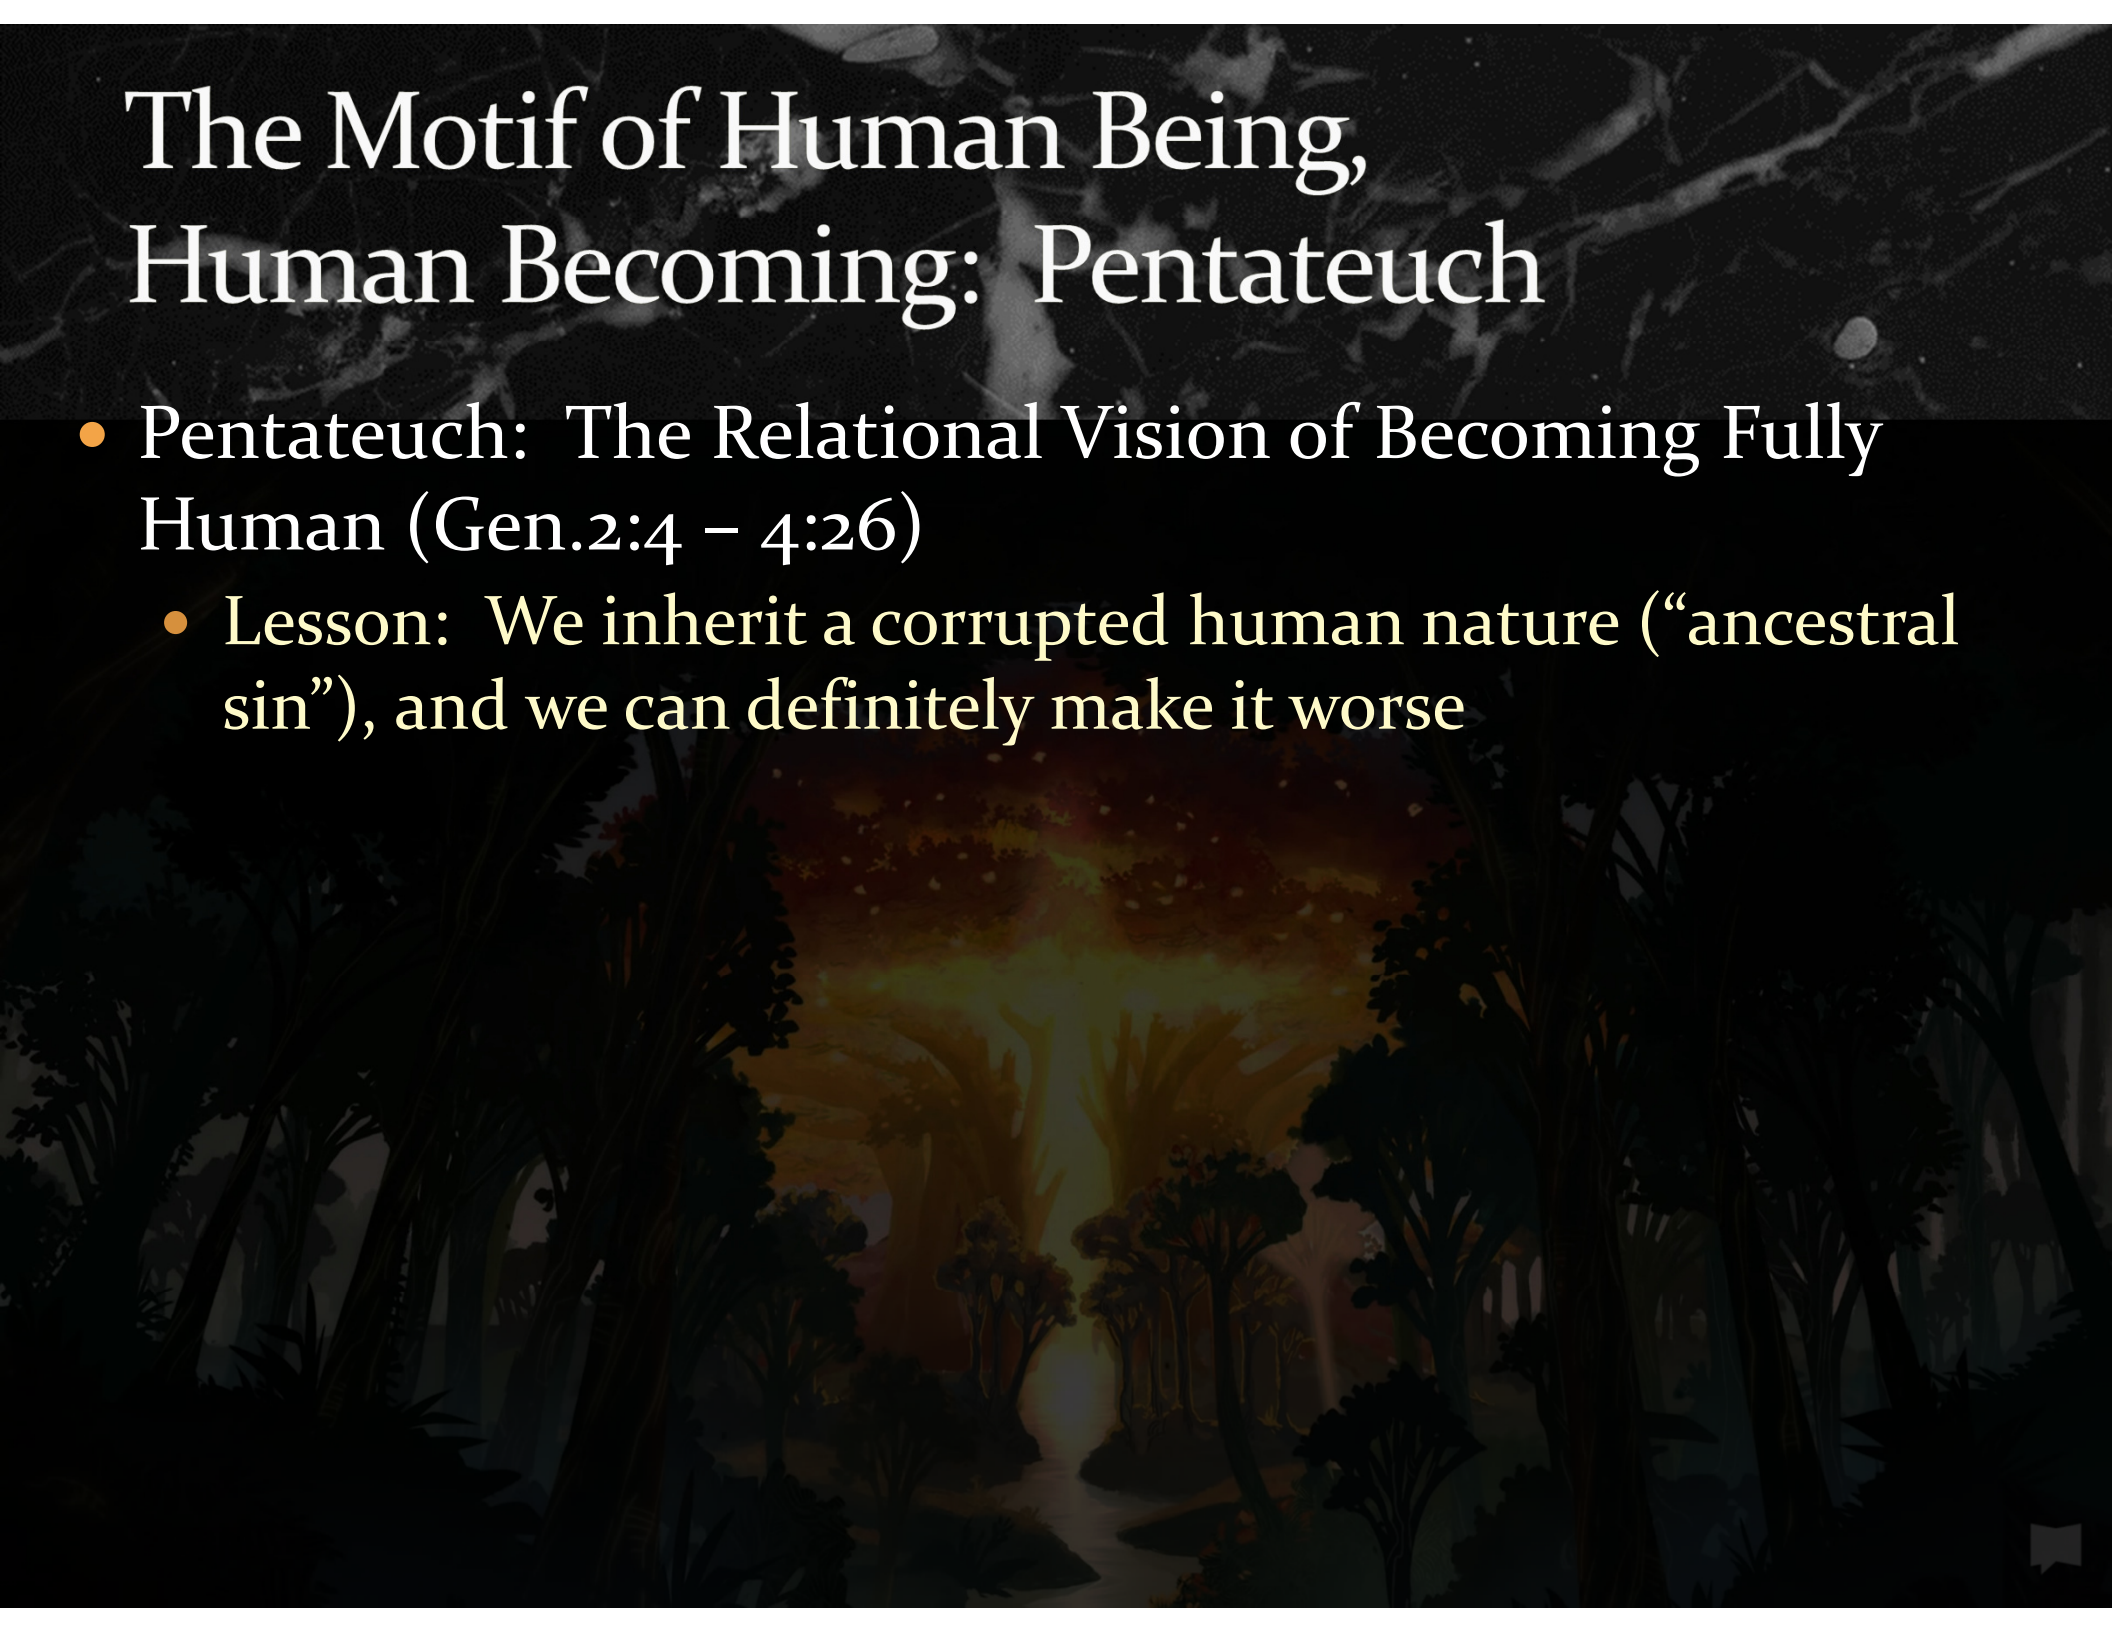 The Motif of Human Being,
Human Becoming:  Pentateuch
• Pentateuch:  The Relational Vision of Becoming Fully
Human (Gen.2:4 – 4:26)
• Lesson:  We inherit a corrupted human nature (“ancestral
sin”), and we can definitely make it worse